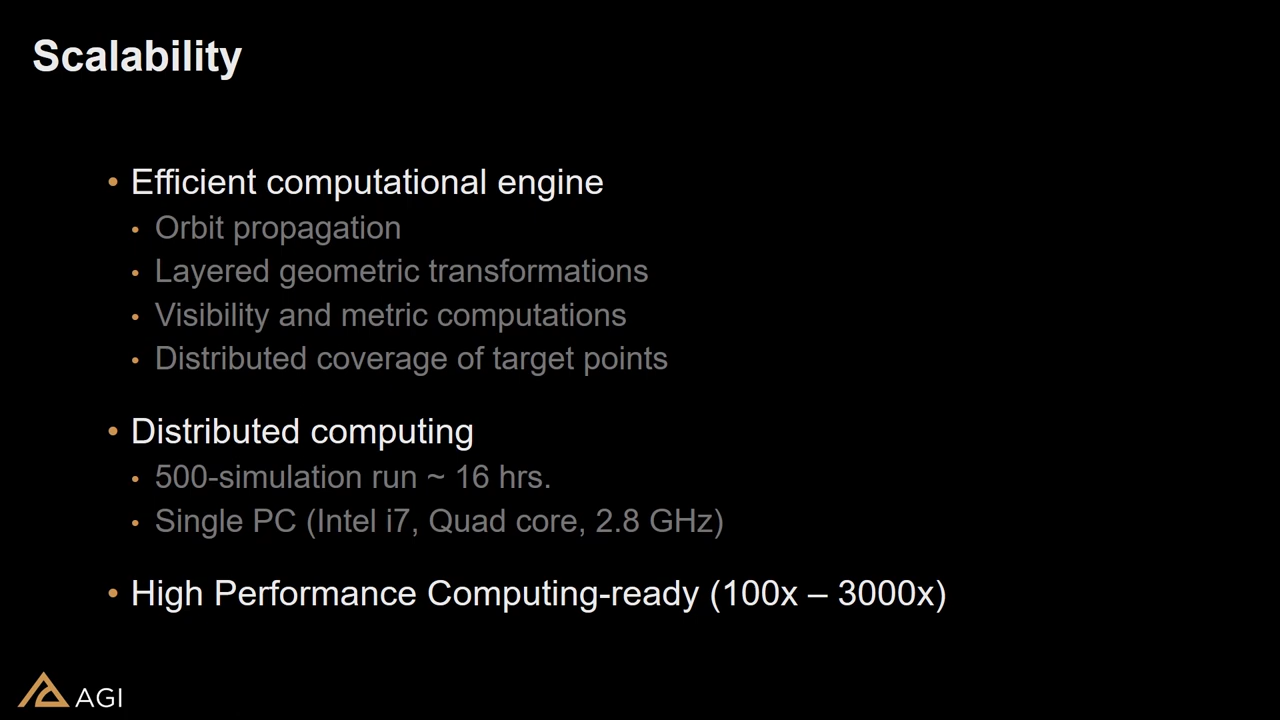 Scalability
• Efficient computational engine
• Orbit propagation
• Layered geometric transformations
• Visibility and metric computations
• Distributed coverage of target points
• Distributed computing
• 500-simulation run ~ 16 hrs.
• Single PC (Intel i7, Quad core, 2.8 GHz)
• High Performance Computing-ready (100x – 3000x)
AGI